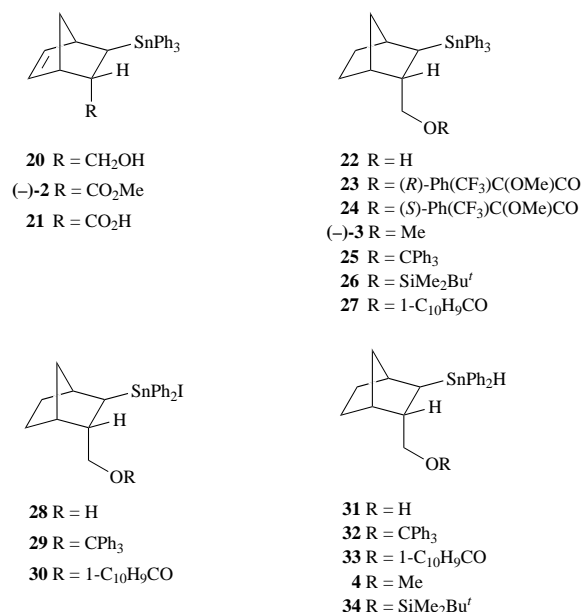 SnPh3
H
R
20 R = CH2OH
(–)-2 R = CO2Me
21 R = CO2H
SnPh3
H
OR
22 R = H
23 R = (R)-Ph(CF3)C(OMe)CO
24 R = (S)-Ph(CF3)C(OMe)CO
(–)-3 R = Me
25 R = CPh3
26 R = SiMe2Buᵗ
27 R = 1-C10H9CO
SnPh2I
H
OR
28 R = H
29 R = CPh3
30 R = 1-C10H9CO
SnPh2H
H
OR
31 R = H
32 R = CPh3
33 R = 1-C10H9CO
4 R = Me
34 R = SiMe2Buᵗ